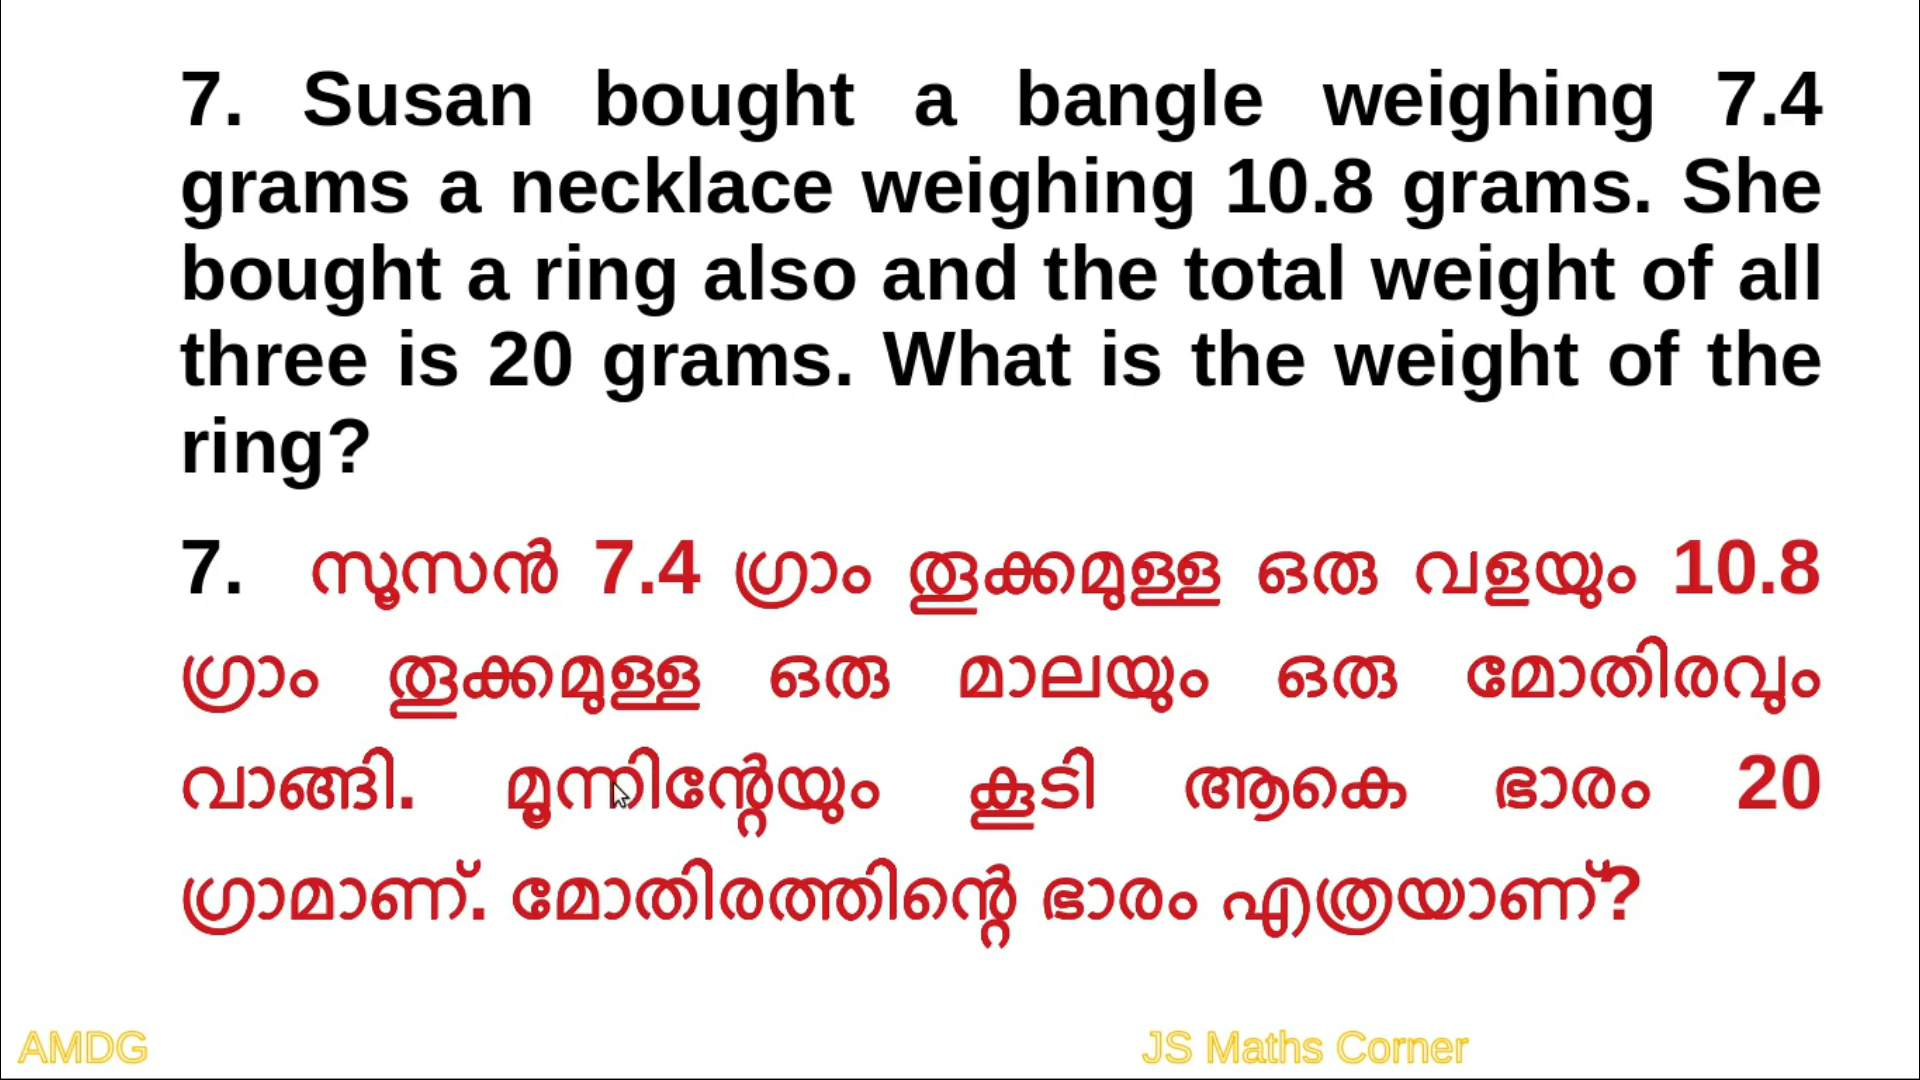 7. Susan bought a bangle weighing 7.4
grams a necklace weighing 10.8 grams. She
bought a ring also and the total weight of all
three is 20 grams. What is the weight of the
ring?
7. സൂസൻ 7.4 ഗ്രാം തൂക്കമുള്ള ഒരു വളയും 10.8
ഗ്രാം തൂക്കമുള്ള ഒരു മാലയും ഒരു മോതിരവും
വാങ്ങി. മൂന്നിന്റേയും കൂടി ആകെ ഭാരം 20
ഗ്രാമാണ്. മോതിരത്തിന്റെ ഭാരം എത്രയാണ്?
AMDG
JS Maths Corner